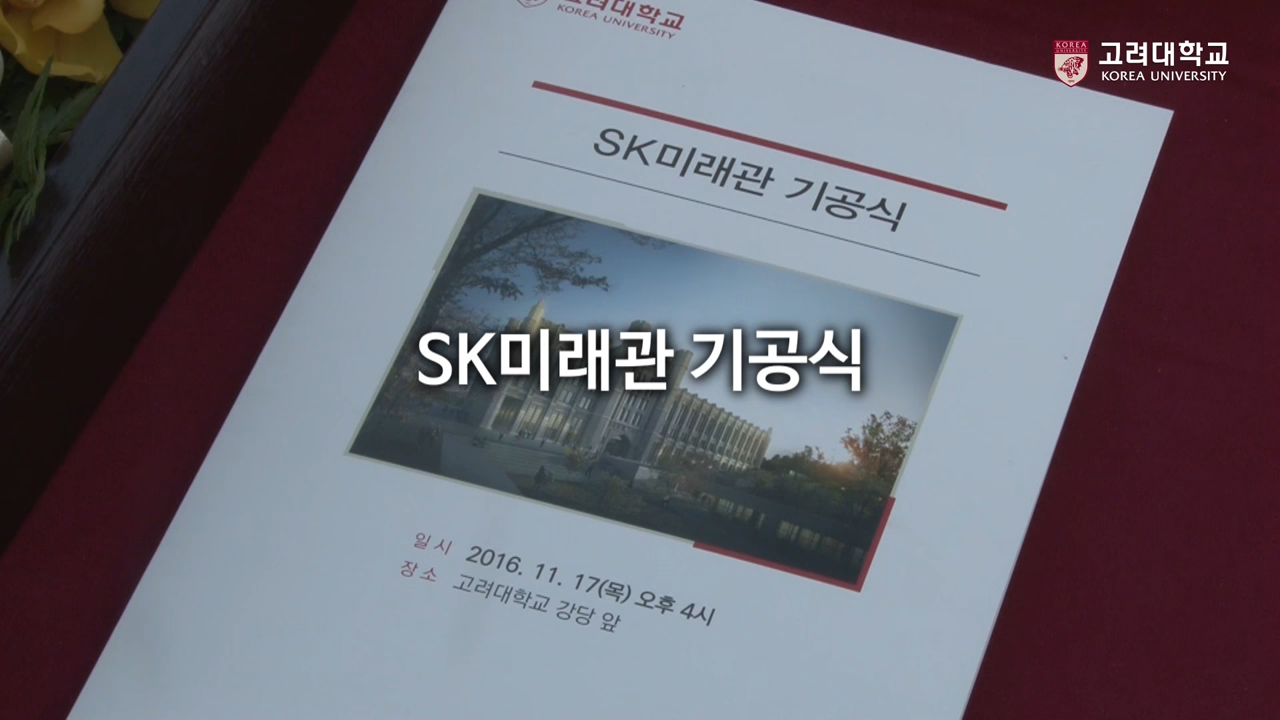 고려대학교
KOREA UNIVERSITY
KOREA
고려대학교
KOREA UNIVERSITY
SK미래관 기공식
SK미래관 기공식
일시 2016. 11. 17(목) 오후 4시
장소 고려대학교 강당 앞